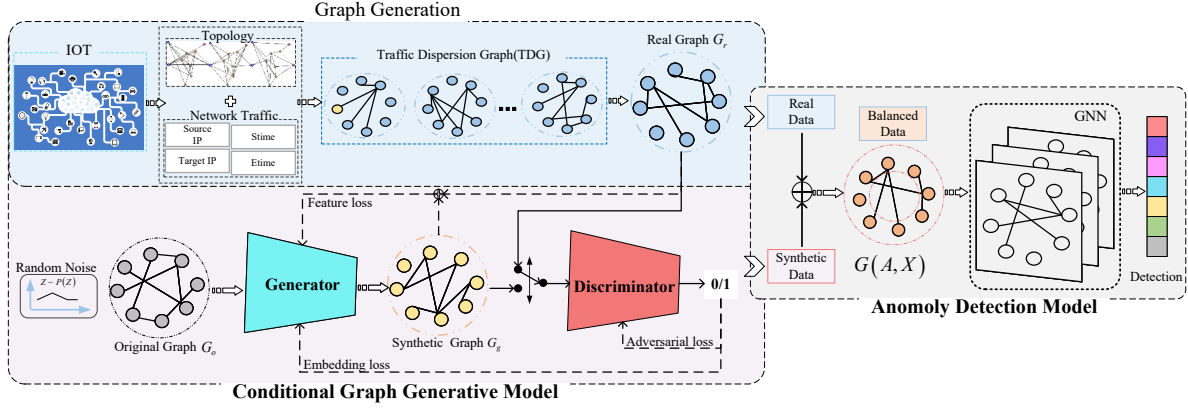 Graph Generation
IOT
Topology
Network Traffic
Source IP
Stime
Target IP
Etime
Traffic Dispersion Graph(TDG)
Real Graph G_r
Real
Data
Balanced
Data
GNN
Feature loss
Random Noise
Z ~ P(Z)
Generator
Discriminator
0/1
Synthetic
Data
G(A, X)
Detection
Original Graph G_o
Synthetic Graph G_g
Adversarial loss
Embedding loss
Anomoly Detection Model
Conditional Graph Generative Model